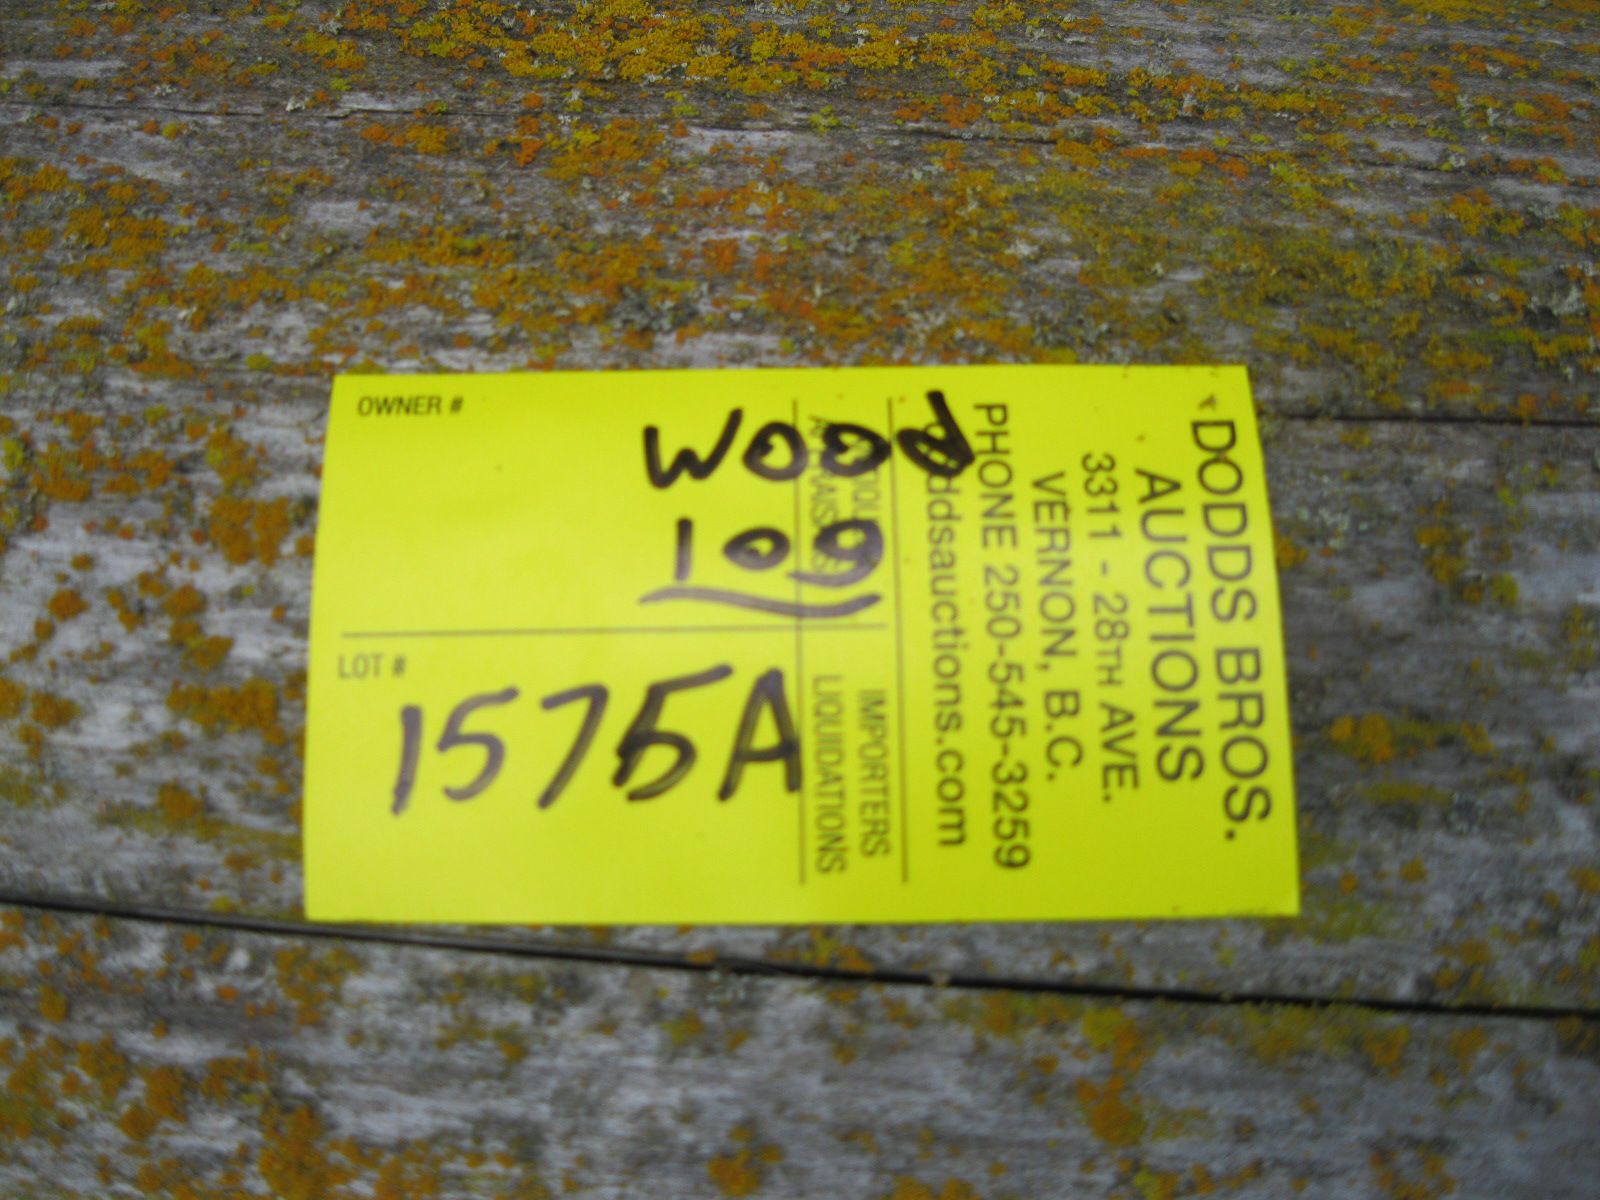 DODDS BROS.
AUCTIONS
3311 - 28TH AVE.
VERNON, B.C.
PHONE 250-545-3259
ddsauctions.com
IMPORTERS
LIQUIDATIONS
OWNER #
wood
log
LOT #
1575A